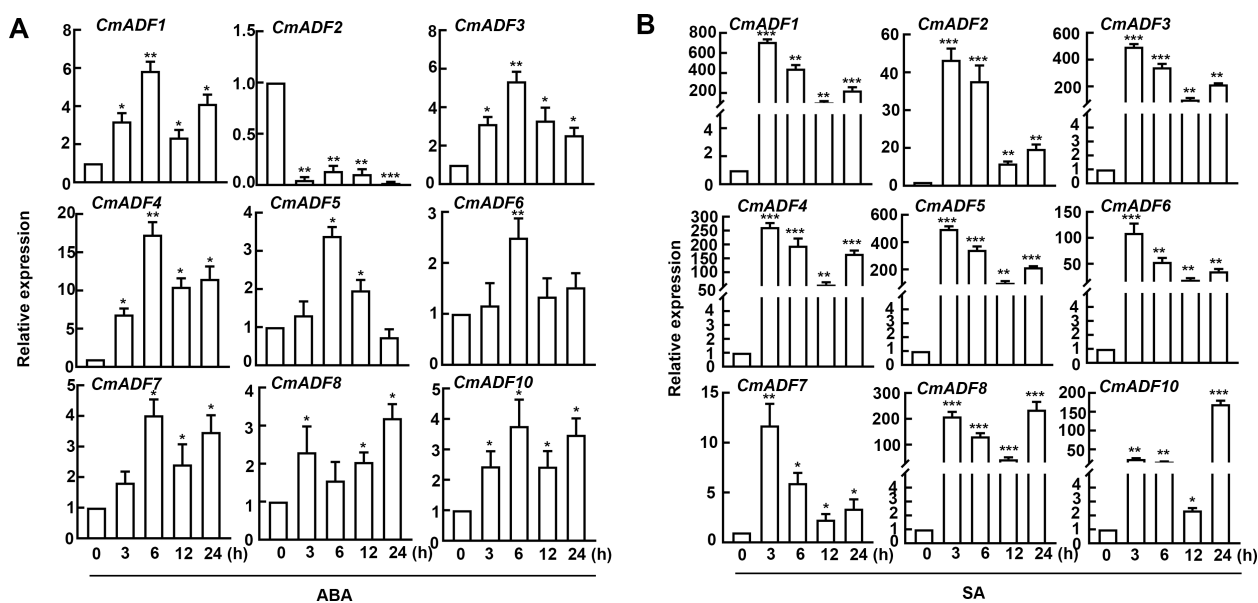 A
CmADF1
8
6
4
2
0
* ** * *
CmADF2
1.5
1.0
0.5
0.0
** ** ** ***
CmADF3
8
6
4
2
0
* ** * *
Relative expression
CmADF4
20
15
10
5
0
* ** * *
CmADF5
4
3
2
1
0
* *
CmADF6
3
2
1
0
**
CmADF7
5
4
3
2
1
0
* * *
0 3 6 12 24 (h)
CmADF8
4
3
2
1
0
* * *
0 3 6 12 24 (h)
CmADF10
5
4
3
2
1
0
* * * *
0 3 6 12 24 (h)
ABA
B
CmADF1
800
600
400
200
4
2
0
*** ** ** ***
CmADF2
60
40
20
0
*** *** ** **
CmADF3
600
400
200
4
2
0
*** *** ** **
Relative expression
CmADF4
300
250
200
150
100
50
4
3
2
1
0
*** *** ** ***
CmADF5
600
400
200
4
3
2
1
0
*** *** ** ***
CmADF6
150
100
50
4
3
2
1
0
*** ** ** **
CmADF7
15
10
5
0
** * * *
0 3 6 12 24 (h)
CmADF8
300
200
100
4
3
2
1
0
*** *** *** ***
0 3 6 12 24 (h)
CmADF10
200
150
100
50
4
3
2
1
0
** ** * ***
0 3 6 12 24 (h)
SA